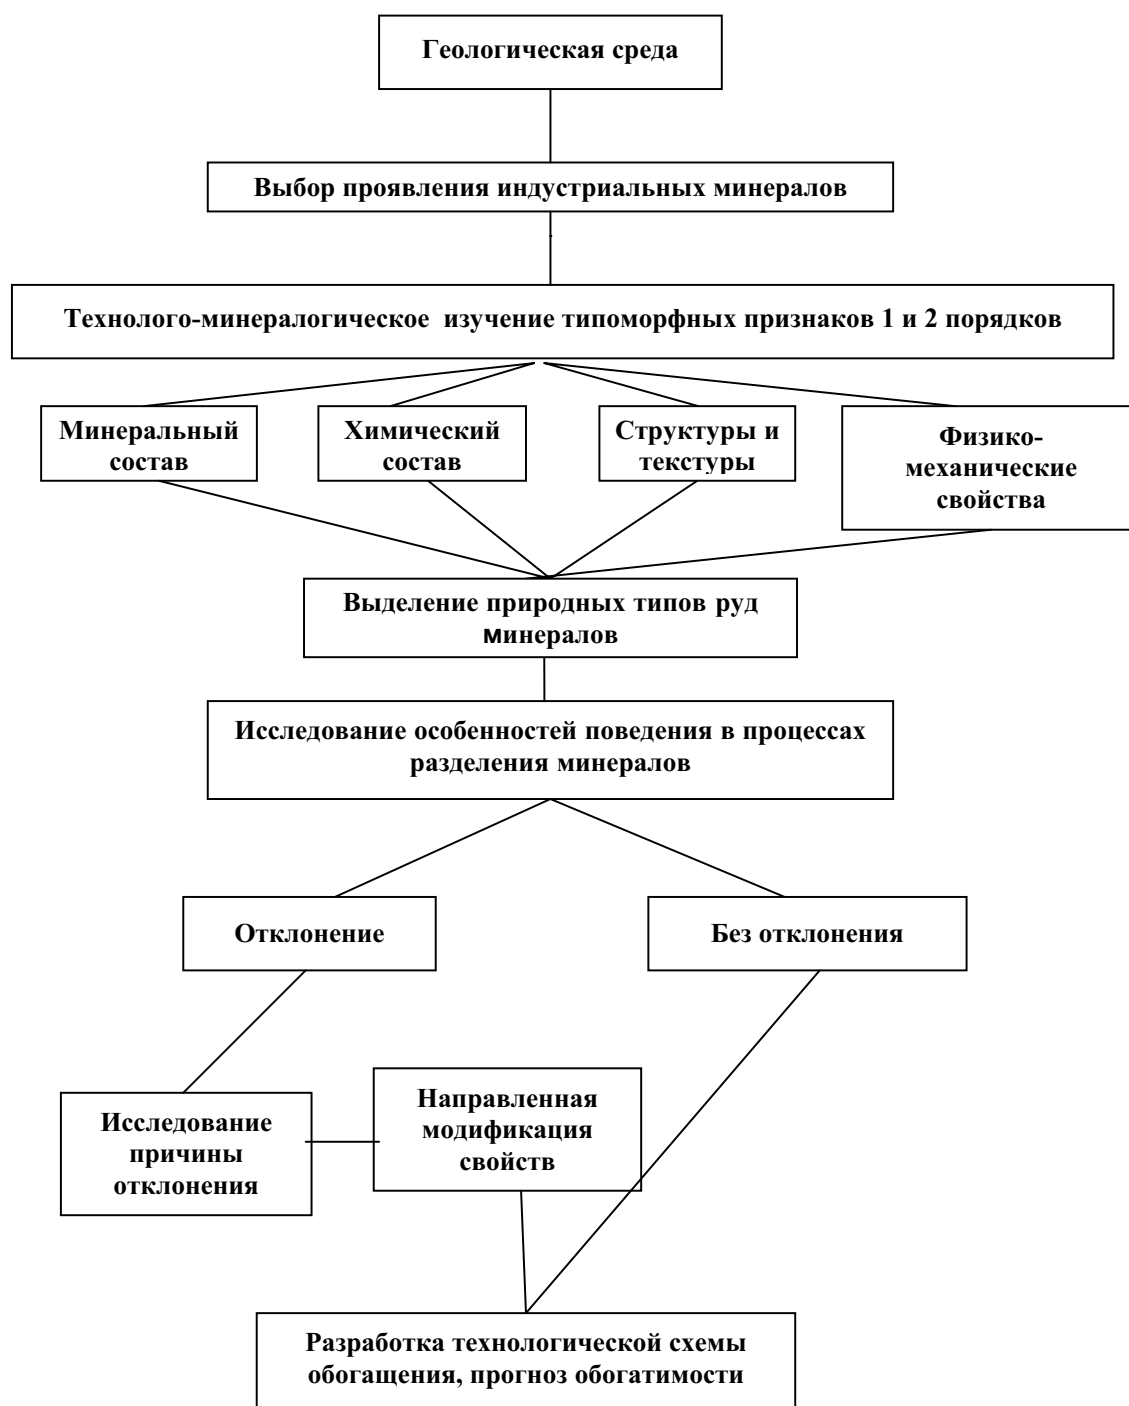 Геологическая среда
Выбор проявления индустриальных минералов
Технолого-минералогическое изучение типоморфных признаков 1 и 2 порядков
Минеральный
состав
Химический
состав
Структуры и
текстуры
Физико-
механические
свойства
Выделение природных типов руд
минералов
Исследование особенностей поведения в процессах
разделения минералов
Отклонение
Без отклонения
Исследование
причины
отклонения
Направленная
модификация
свойств
Разработка технологической схемы
обогащения, прогноз обогатимости